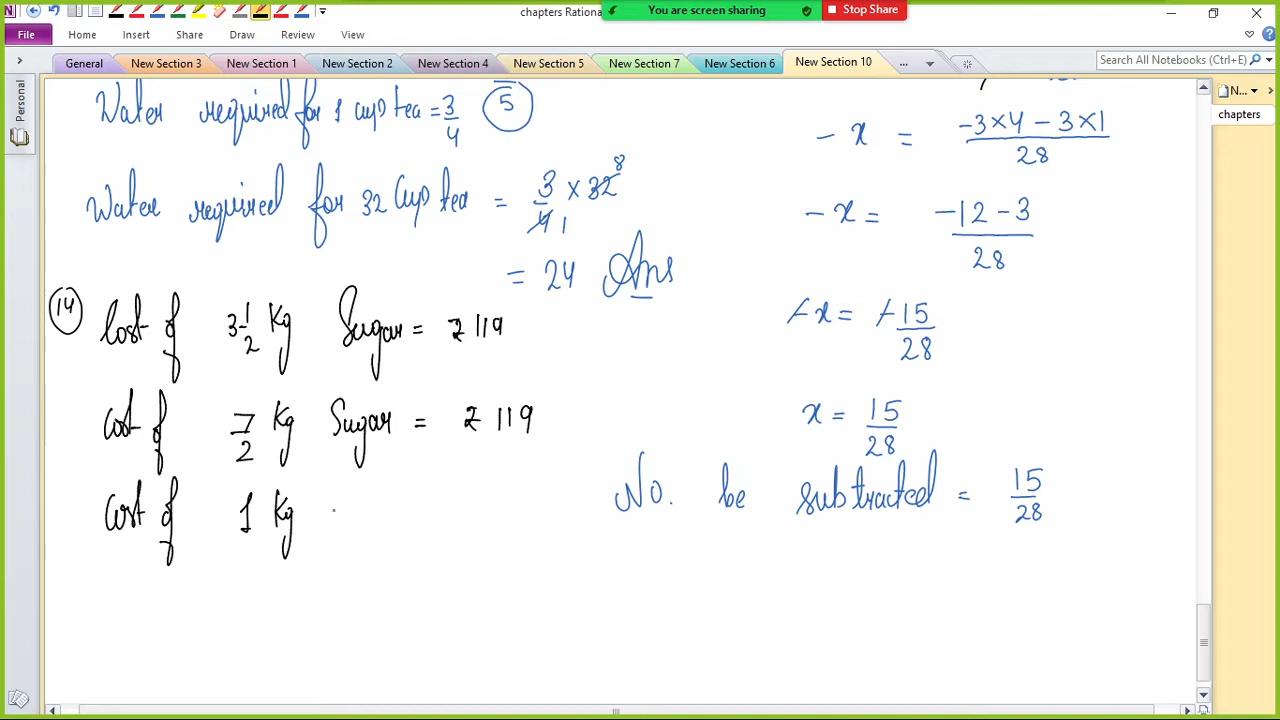 chapters Rationa
You are screen sharing
Stop Share
File Home Insert Share Draw Review View
General New Section 3 New Section 1 New Section 2 New Section 4 New Section 5 New Section 7 New Section 6 New Section 10 ...
Search All Notebooks (Ctrl+E)
Personal
N...
chapters
Water required for 1 cup tea = 3/4 5
Water required for 32 Cup tea = 3/4 1 × 32 8
= 24 Ans
14 Cost of 3 1/2 Kg Sugar = ₹ 119
cost of 7/2 Kg Sugar = ₹ 119
cost of 1 Kg
- x = -3×4 - 3×1 / 28
- x = -12 - 3 / 28
- x = - 15/28
x = 15/28
No. be subtracted = 15/28